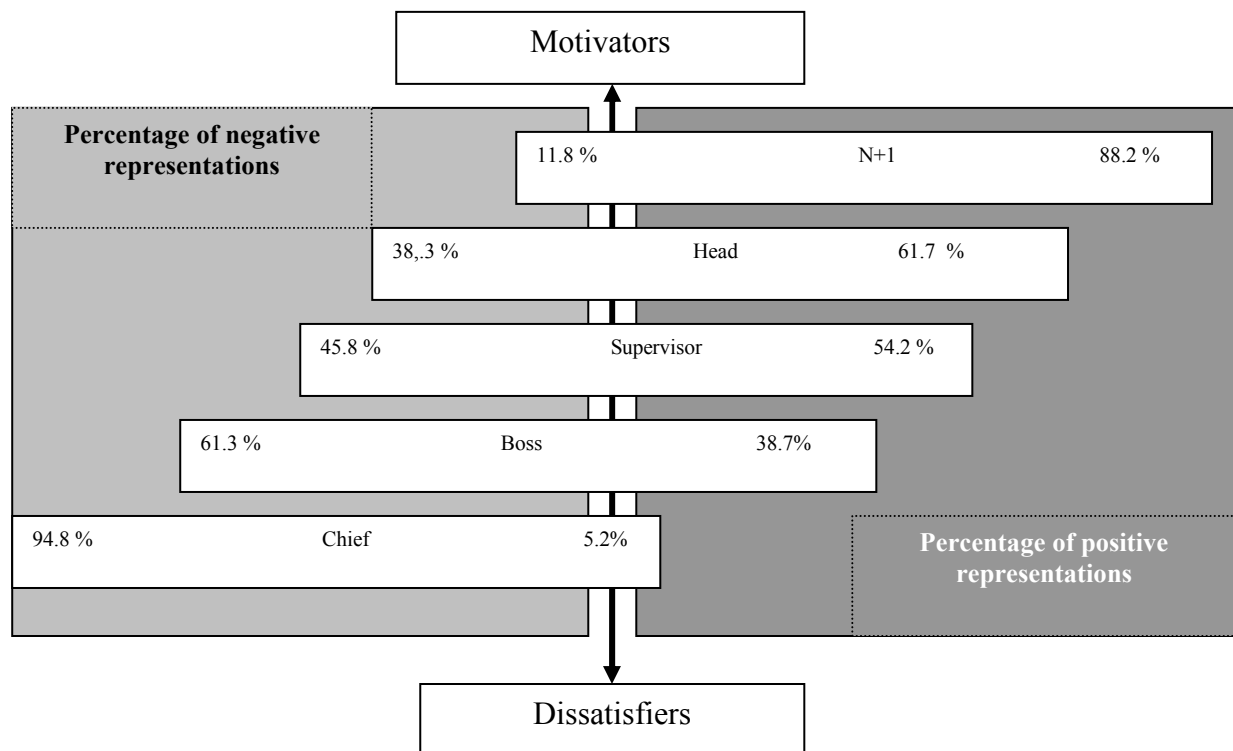 Motivators
Percentage of negative
representations
11.8 % N+1 88.2 %
38,.3 % Head 61.7 %
45.8 % Supervisor 54.2 %
61.3 % Boss 38.7%
94.8 % Chief 5.2%
Percentage of positive
representations
Dissatisfiers